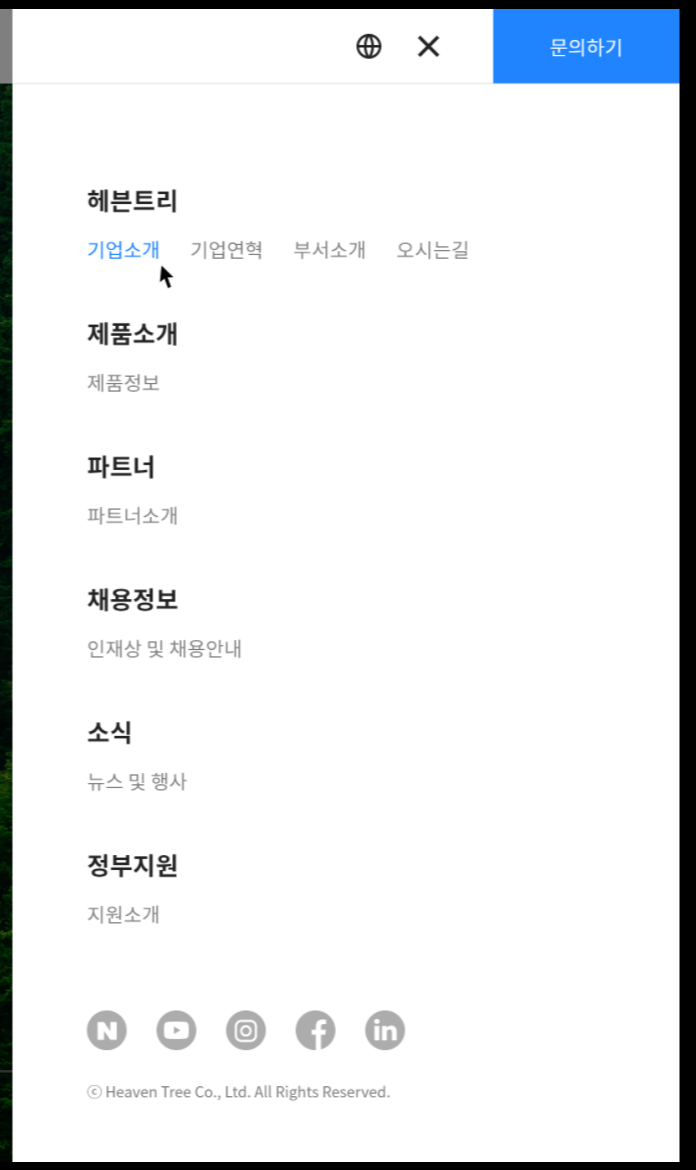 문의하기
헤븐트리
기업소개 기업연혁 부서소개 오시는길
제품소개
제품정보
파트너
파트너소개
채용정보
인재상 및 채용안내
소식
뉴스 및 행사
정부지원
지원소개
N f in
ⓒ Heaven Tree Co., Ltd. All Rights Reserved.